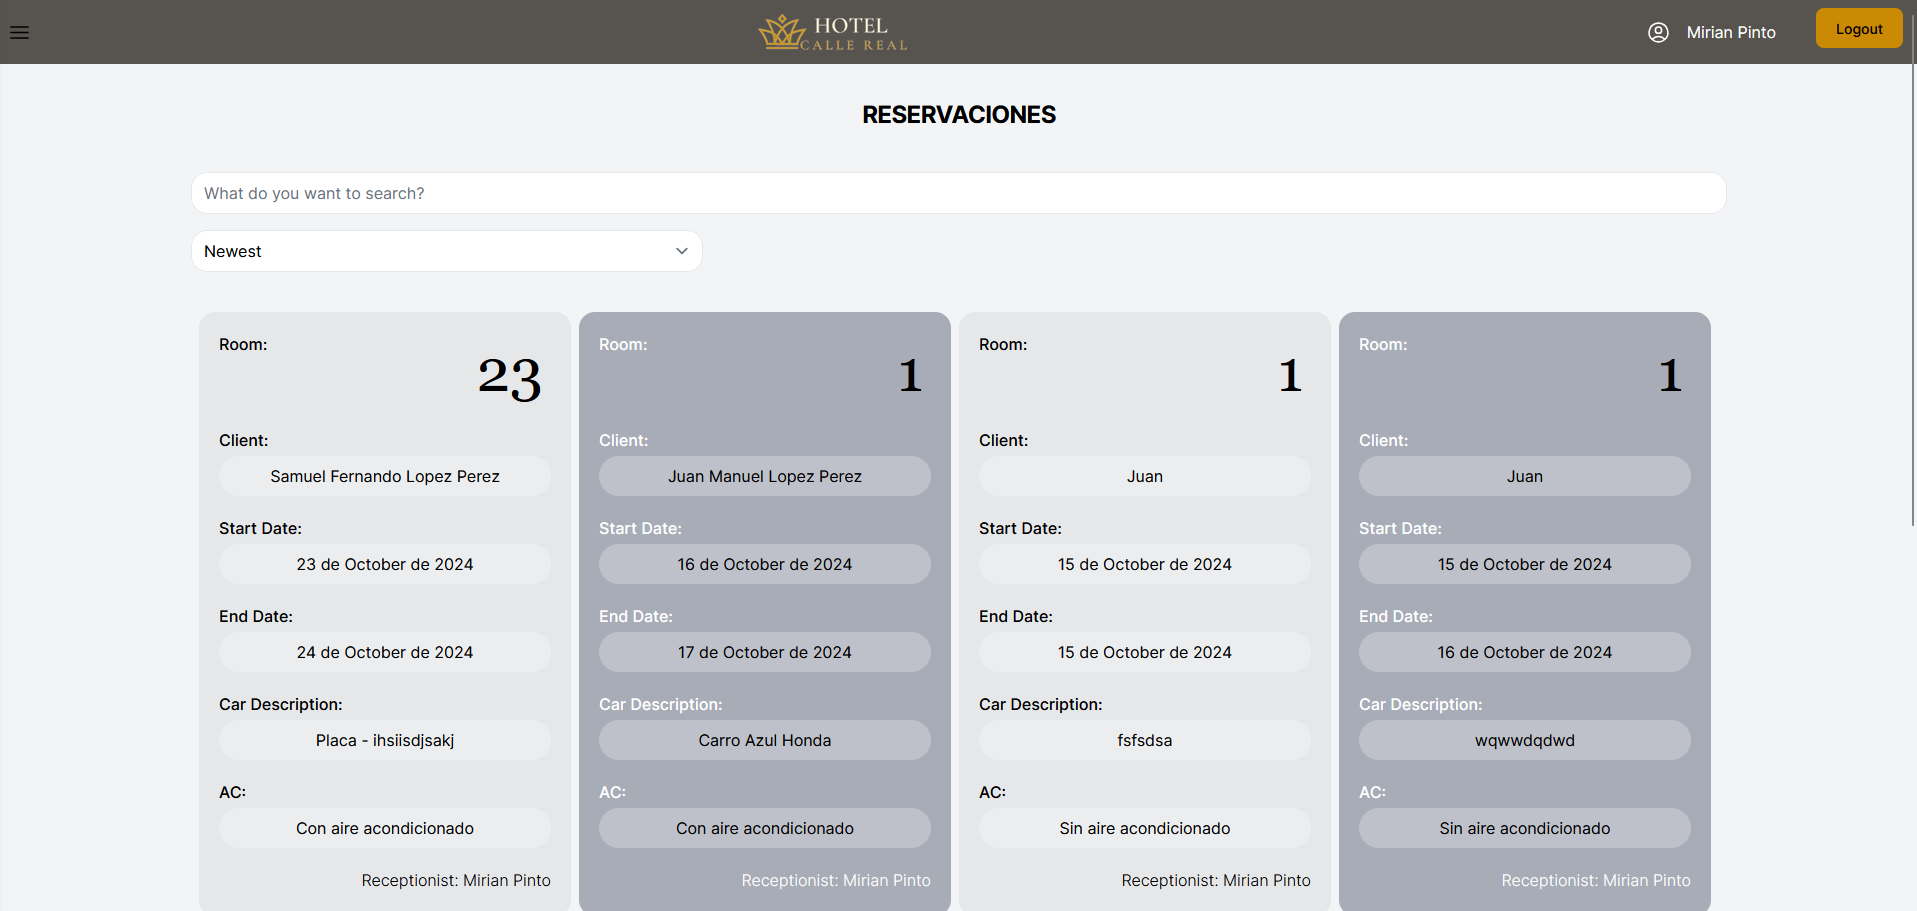 HOTEL
CALLE REAL
Mirian Pinto
Logout
RESERVACIONES
What do you want to search?
Newest
Room:
23
Client:
Samuel Fernando Lopez Perez
Start Date:
23 de October de 2024
End Date:
24 de October de 2024
Car Description:
Placa - ihsiisdjsakj
AC:
Con aire acondicionado
Receptionist: Mirian Pinto
Room:
1
Client:
Juan Manuel Lopez Perez
Start Date:
16 de October de 2024
End Date:
17 de October de 2024
Car Description:
Carro Azul Honda
AC:
Con aire acondicionado
Receptionist: Mirian Pinto
Room:
1
Client:
Juan
Start Date:
15 de October de 2024
End Date:
15 de October de 2024
Car Description:
fsfsdsa
AC:
Sin aire acondicionado
Receptionist: Mirian Pinto
Room:
1
Client:
Juan
Start Date:
15 de October de 2024
End Date:
16 de October de 2024
Car Description:
wqwwdqdwd
AC:
Sin aire acondicionado
Receptionist: Mirian Pinto